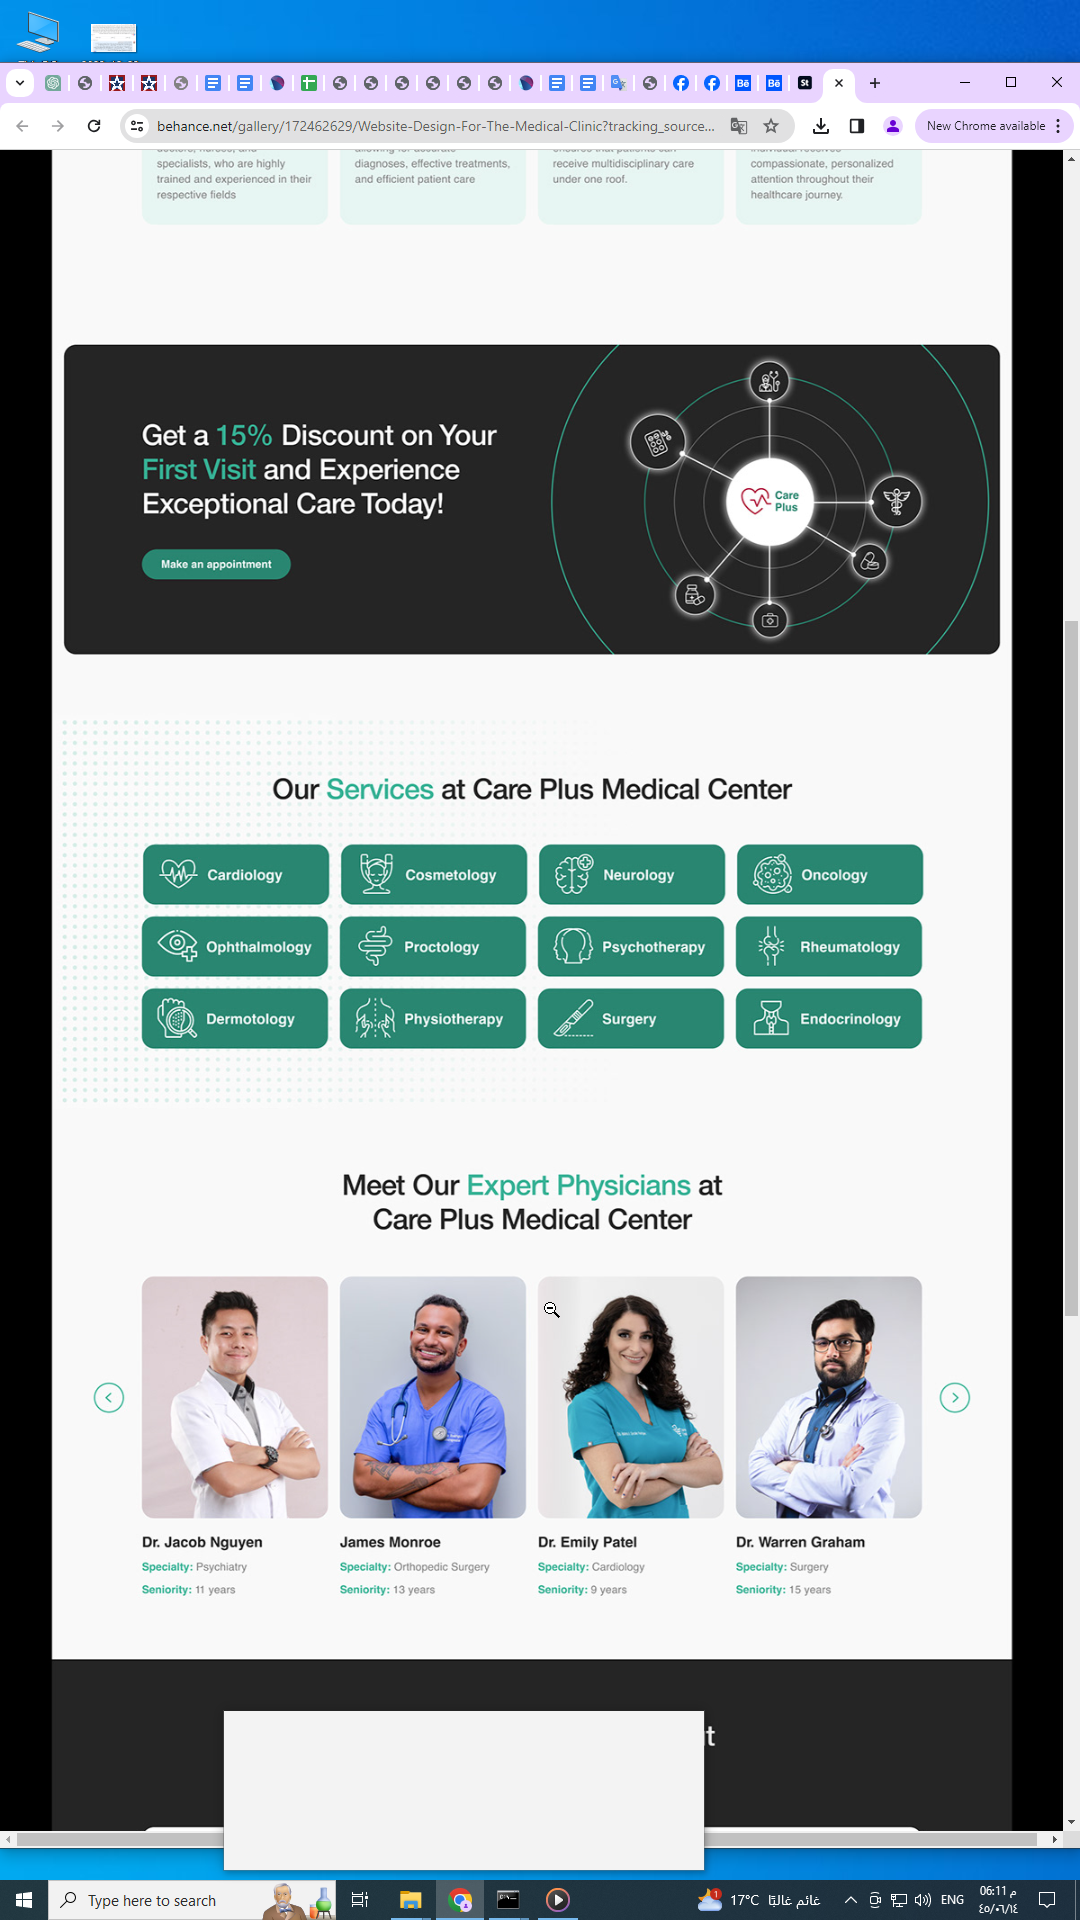 behance.net/gallery/172462629/Website-Design-For-The-Medical-Clinic?tracking_source...
New Chrome available
specialists, who are highly
trained and experienced in their
respective fields
diagnoses, effective treatments,
and efficient patient care
receive multidisciplinary care
under one roof.
compassionate, personalized
attention throughout their
healthcare journey.
Get a 15% Discount on Your
First Visit and Experience
Exceptional Care Today!
Make an appointment
Care
Plus
Our Services at Care Plus Medical Center
Cardiology
Cosmetology
Neurology
Oncology
Ophthalmology
Proctology
Psychotherapy
Rheumatology
Dermotology
Physiotherapy
Surgery
Endocrinology
Meet Our Expert Physicians at
Care Plus Medical Center
Dr. Jacob Nguyen
Specialty: Psychiatry
Seniority: 11 years
James Monroe
Specialty: Orthopedic Surgery
Seniority: 13 years
Dr. Emily Patel
Specialty: Cardiology
Seniority: 9 years
Dr. Warren Graham
Specialty: Surgery
Seniority: 15 years
Type here to search
1
17°C غائم غالبًا
ENG
06:11 م
٤٥/٠٦/١٤